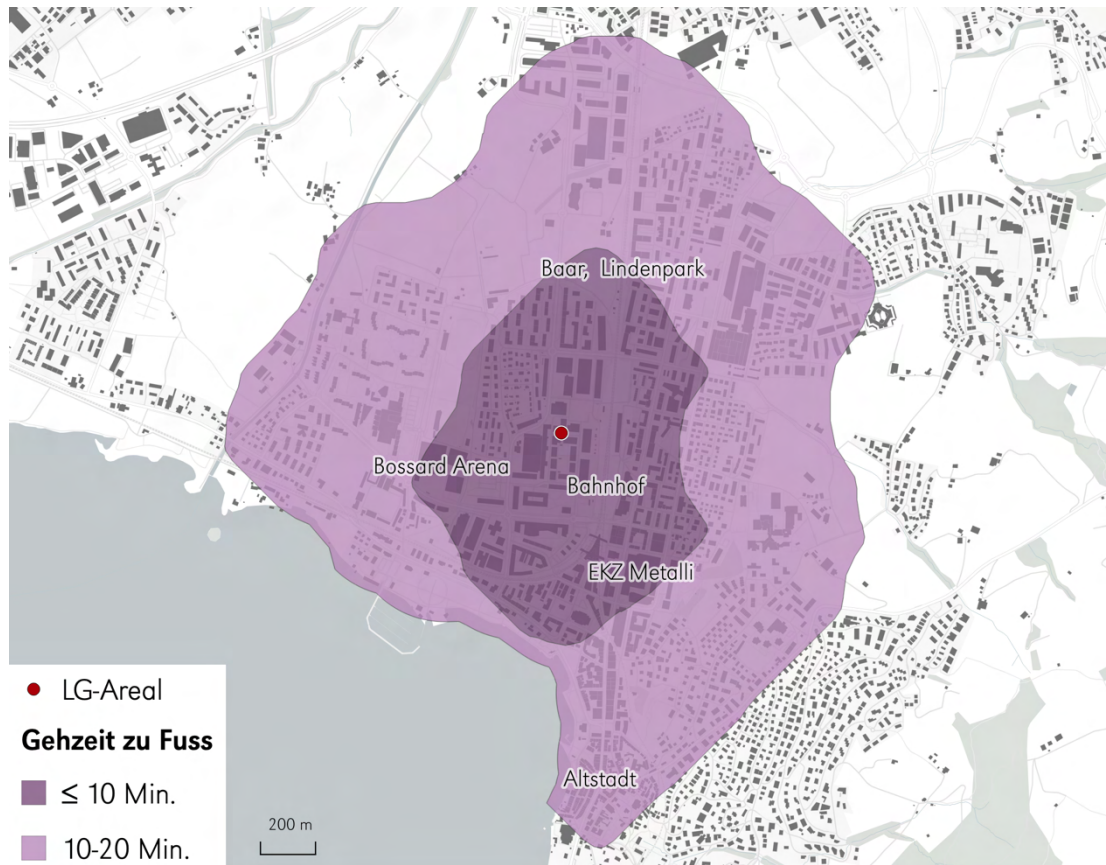 Baar, Lindenpark
Bossard Arena
Bahnhof
EKZ Metalli
Altstadt
LG-Areal
Gehzeit zu Fuss
≤ 10 Min.
10-20 Min.
200 m